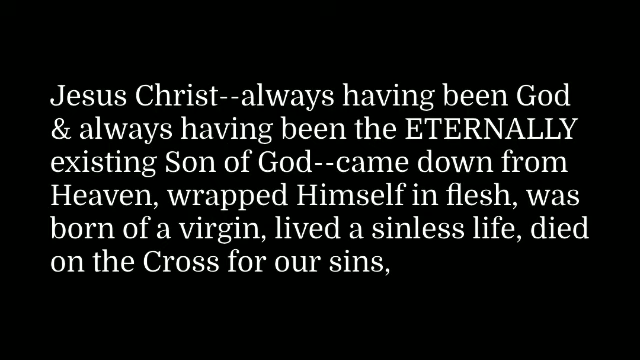 Jesus Christ--always having been God
& always having been the ETERNALLY
existing Son of God--came down from
Heaven, wrapped Himself in flesh, was
born of a virgin, lived a sinless life, died
on the Cross for our sins,